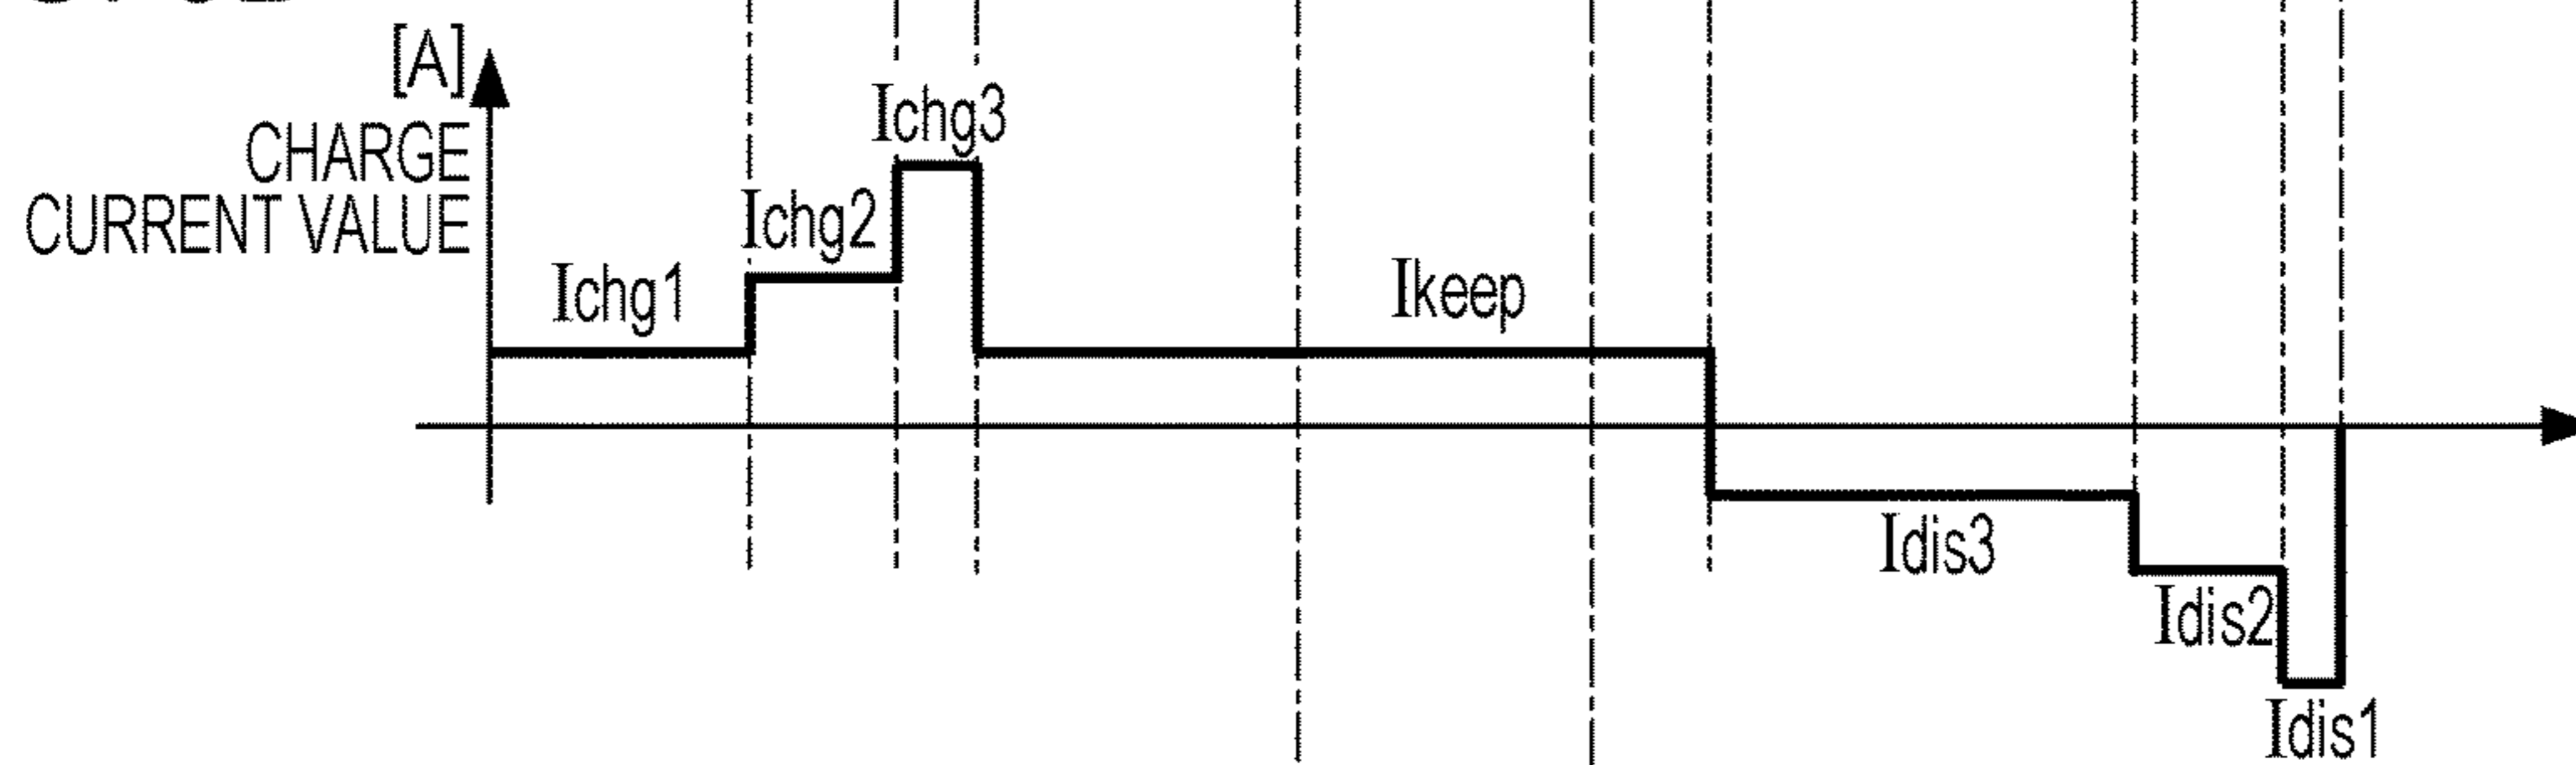 [A]
CHARGE
CURRENT VALUE
Ichg1
Ichg2
Ichg3
Ikeep
Idis3
Idis2
Idis1